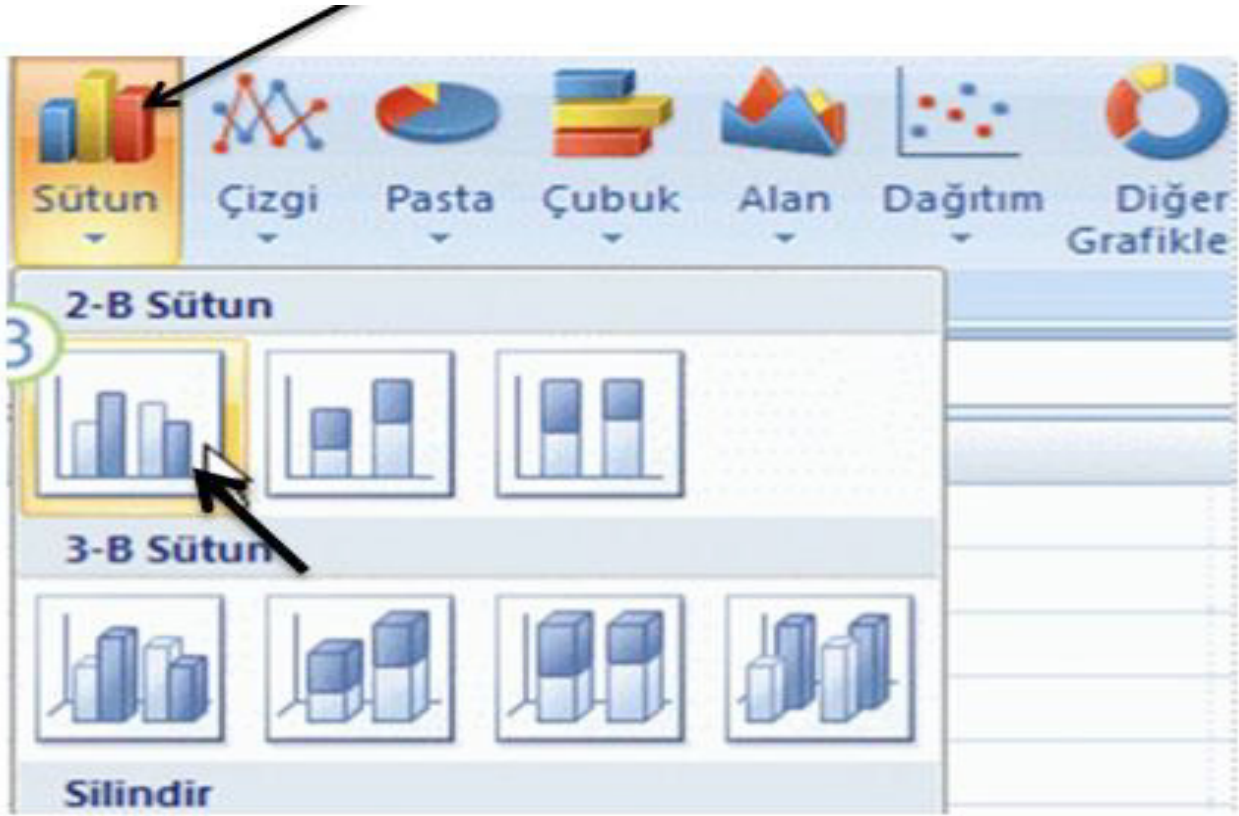 Sütun Çizgi Pasta Çubuk Alan Dağıtım Diğer
Grafikle
2-B Sütun
3
3-B Sütun
Silindir